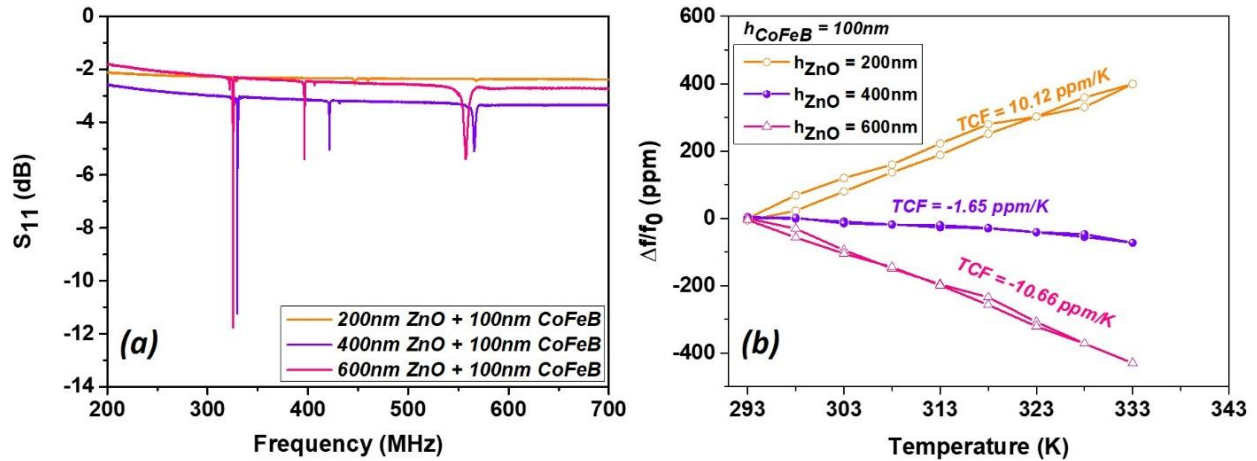 0
-2
-4
-6
-8
-10
-12
-14
S11 (dB)
(a)
200nm ZnO + 100nm CoFeB
400nm ZnO + 100nm CoFeB
600nm ZnO + 100nm CoFeB
200 300 400 500 600 700
Frequency (MHz)
600
400
200
0
-200
-400
Δf/f0 (ppm)
hCoFeB = 100nm
hZnO = 200nm
hZnO = 400nm
hZnO = 600nm
TCF = 10.12 ppm/K
TCF = -1.65 ppm/K
TCF = -10.66 ppm/K
(b)
293 303 313 323 333 343
Temperature (K)